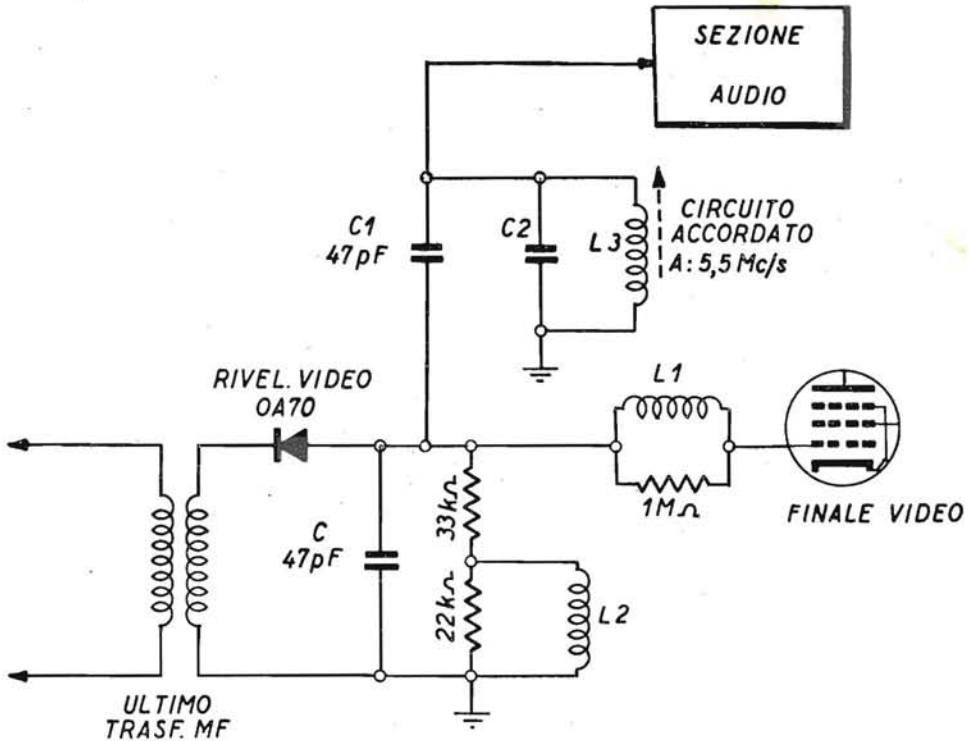 SEZIONE
AUDIO
C1
47pF
C2
L3
CIRCUITO
ACCORDATO
A: 5,5 Mc/s
RIVEL. VIDEO
OA70
L1
1MΩ
FINALE VIDEO
C
47pF
33kΩ
22kΩ
L2
ULTIMO
TRASF. MF